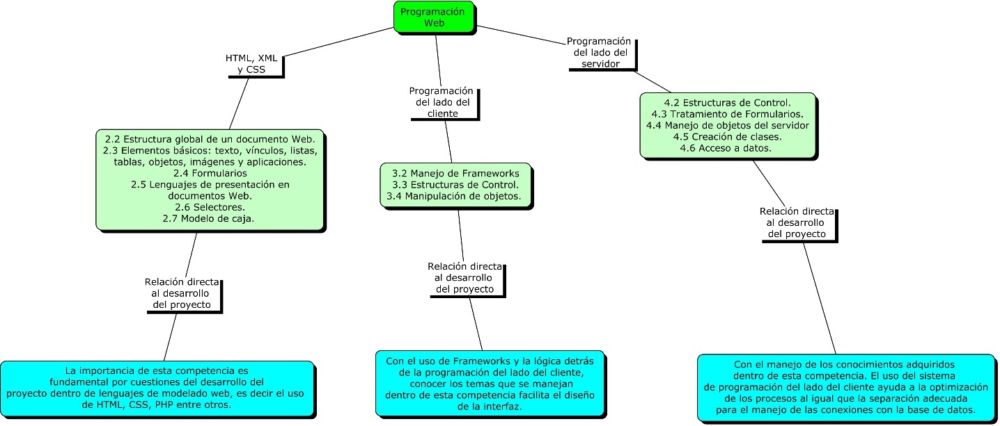 Programación
Web
HTML, XML
y CSS
2.2 Estructura global de un documento Web.
2.3 Elementos básicos: texto, vínculos, listas,
tablas, objetos, imágenes y aplicaciones.
2.4 Formularios
2.5 Lenguajes de presentación en
documentos Web.
2.6 Selectores.
2.7 Modelo de caja.
Relación directa
al desarrollo
del proyecto
La importancia de esta competencia es
fundamental por cuestiones del desarrollo del
proyecto dentro de lenguajes de modelado web, es decir el uso
de HTML, CSS, PHP entre otros.
Programación
del lado del
cliente
3.2 Manejo de Frameworks
3.3 Estructuras de Control.
3.4 Manipulación de objetos.
Relación directa
al desarrollo
del proyecto
Con el uso de Frameworks y la lógica detrás
de la programación del lado del cliente,
conocer los temas que se manejan
dentro de esta competencia facilita el diseño
de la interfaz.
Programación
del lado del
servidor
4.2 Estructuras de Control.
4.3 Tratamiento de Formularios.
4.4 Manejo de objetos del servidor
4.5 Creación de clases.
4.6 Acceso a datos.
Relación directa
al desarrollo
del proyecto
Con el manejo de los conocimientos adquiridos
dentro de esta competencia. El uso del sistema
de programación del lado del cliente ayuda a la optimización
de los procesos al igual que la separación adecuada
para el manejo de las conexiones con la base de datos.